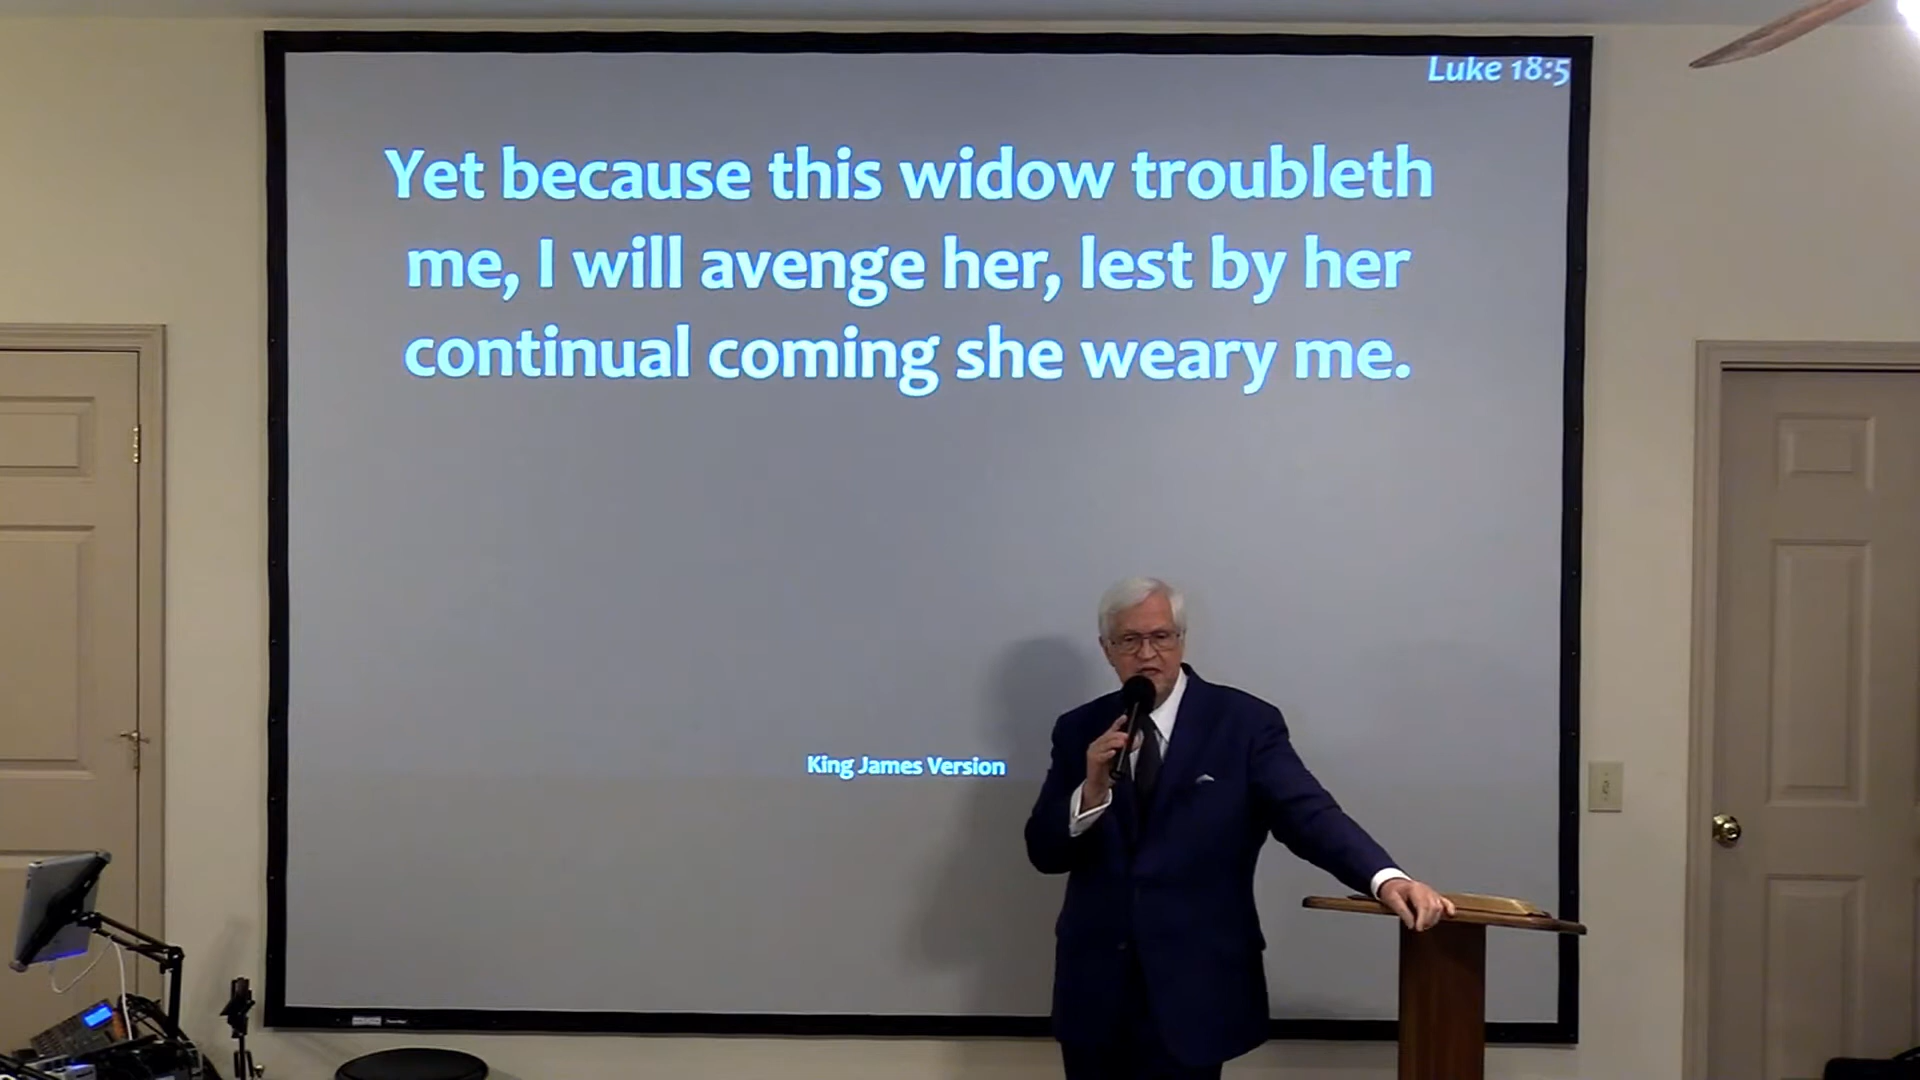 Luke 18:5
Yet because this widow troubleth
me, I will avenge her, lest by her
continual coming she weary me.
King James Version